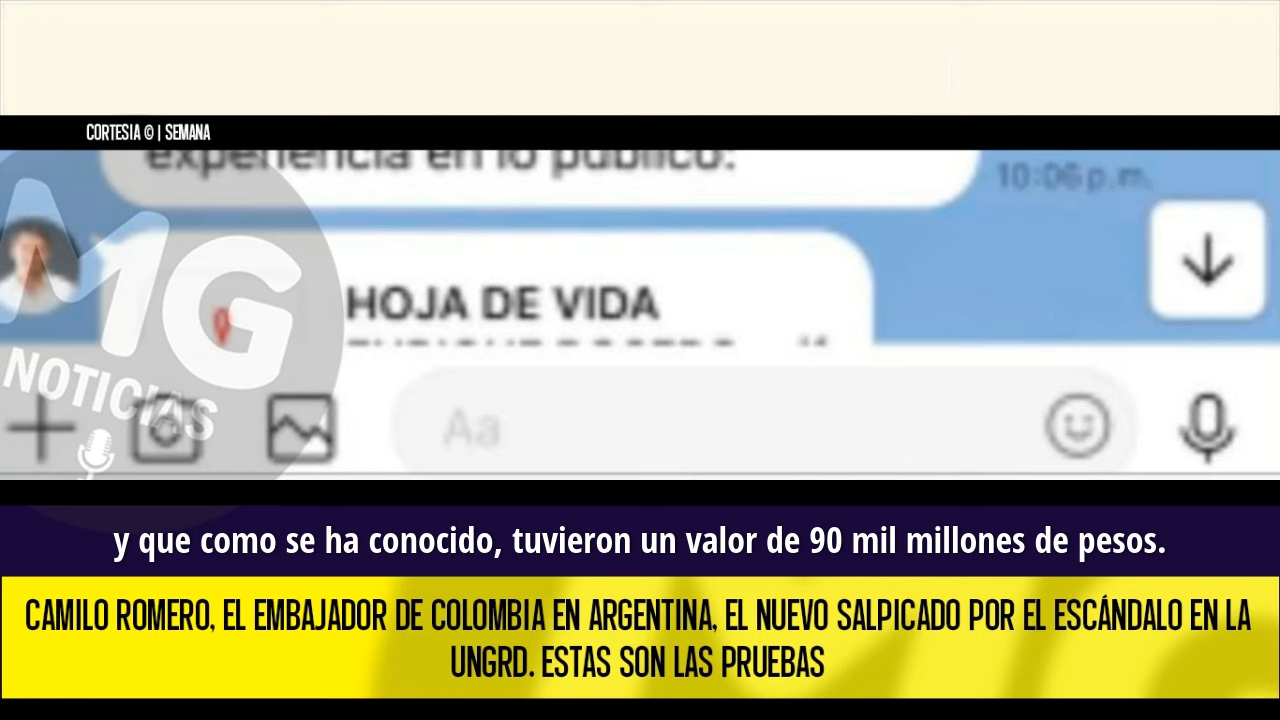 CORTESIA © | SEMANA
experiencia en lo público.
10:06 p.m.
MG
NOTICIAS
HOJA DE VIDA
Aa
y que como se ha conocido, tuvieron un valor de 90 mil millones de pesos.
CAMILO ROMERO, EL EMBAJADOR DE COLOMBIA EN ARGENTINA, EL NUEVO SALPICADO POR EL ESCÁNDALO EN LA
UNGRD. ESTAS SON LAS PRUEBAS